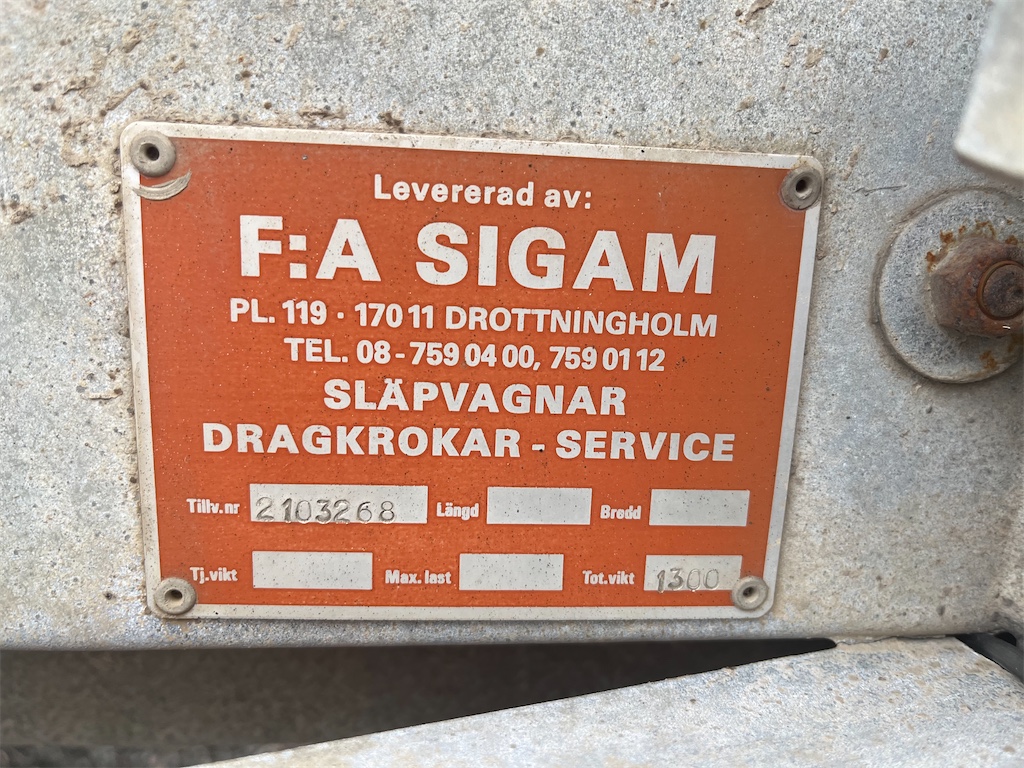 Levererad av:
F:A SIGAM
PL. 119 · 170 11 DROTTNINGHOLM
TEL. 08-759 04 00, 759 01 12
SLÄPVAGNAR
DRAGKROKAR - SERVICE
Tillv.nr 2103268 Längd Bredd
Tj.vikt Max. last Tot.vikt 1300